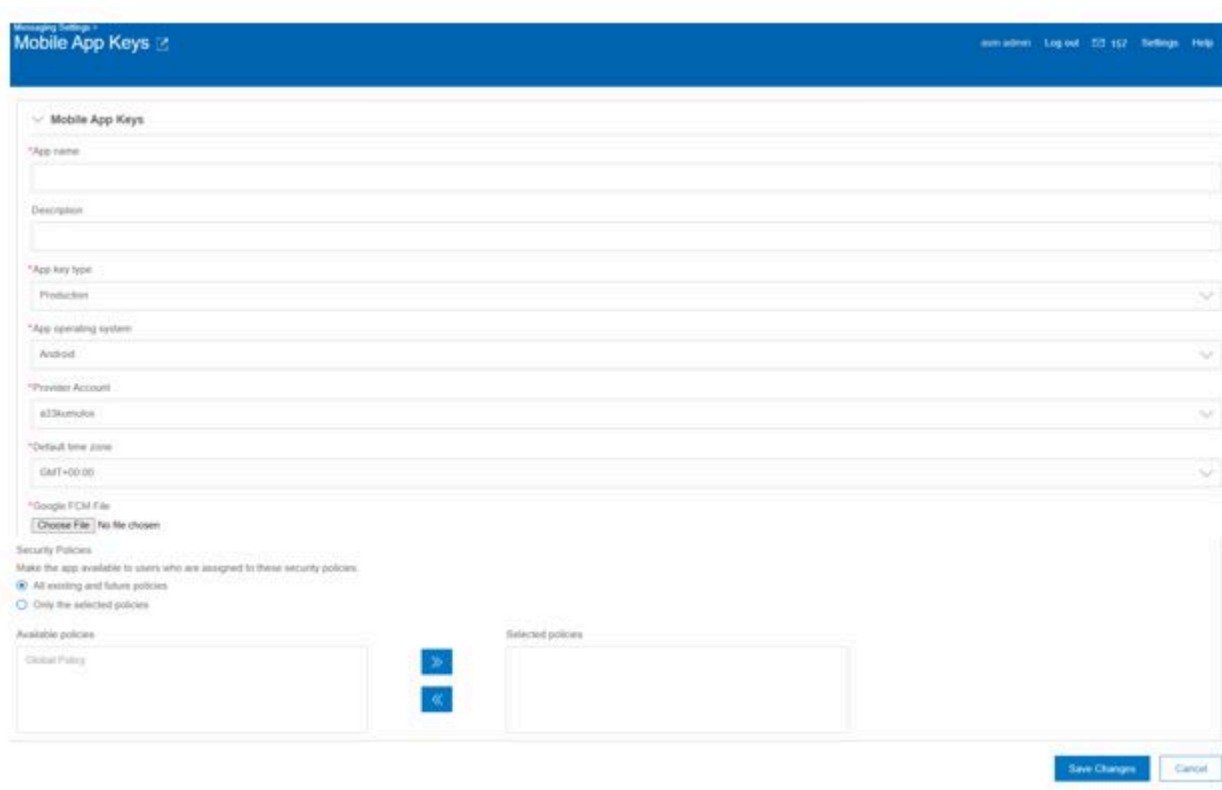 Messaging Settings >
Mobile App Keys
asm admin Log out 157 Settings Help
Mobile App Keys
*App name
Description
*App key type
Production
*App operating system
Android
*Provider Account
*Default time zone
GMT+00:00
*Google FCM File
Choose File No file chosen
Security Policies
Make the app available to users who are assigned to these security policies
All existing and future policies
Only the selected policies
Available policies
Selected policies
Global Policy
Save Changes
Cancel